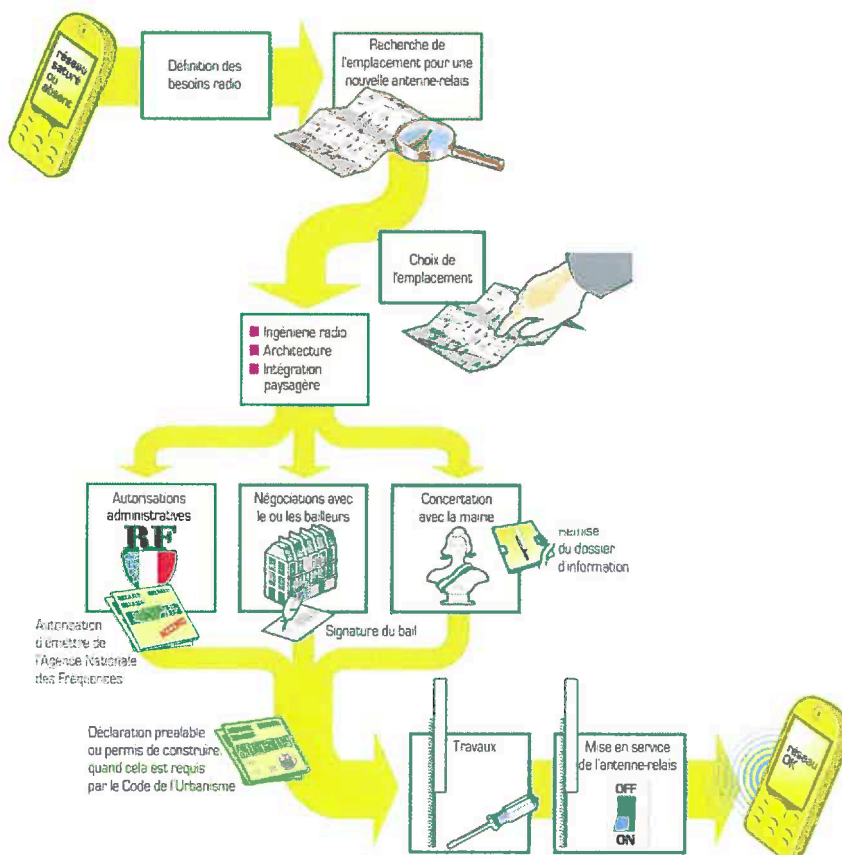 réseau
saturé
ou
absent
Définition des
besoins radio
Recherche de
l'emplacement pour une
nouvelle antenne-relais
Choix de
l'emplacement
Ingénierie radio
Architecture
Intégration
paysagère
Autorisations
administratives
RF
Négociations avec
le ou les bailleurs
Concertation
avec la mairie
Remise
du dossier
d'information
Signature du bail
Autorisation
d'émettre de
l'Agence Nationale
des Fréquences
Déclaration préalable
ou permis de construire,
quand cela est requis
par le Code de l'Urbanisme
Travaux
Mise en service
de l'antenne-relais
OFF
ON
réseau
OK